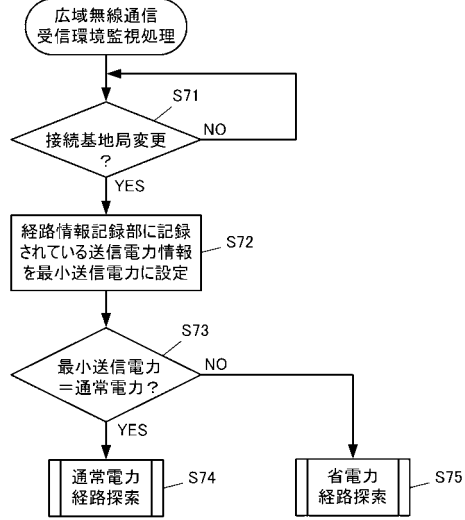 広域無線通信
受信環境監視処理
S71
接続基地局変更
?
NO
YES
経路情報記録部に記録
されている送信電力情報
を最小送信電力に設定
S72
S73
最小送信電力
=通常電力?
NO
YES
通常電力
経路探索
S74
省電力
経路探索
S75